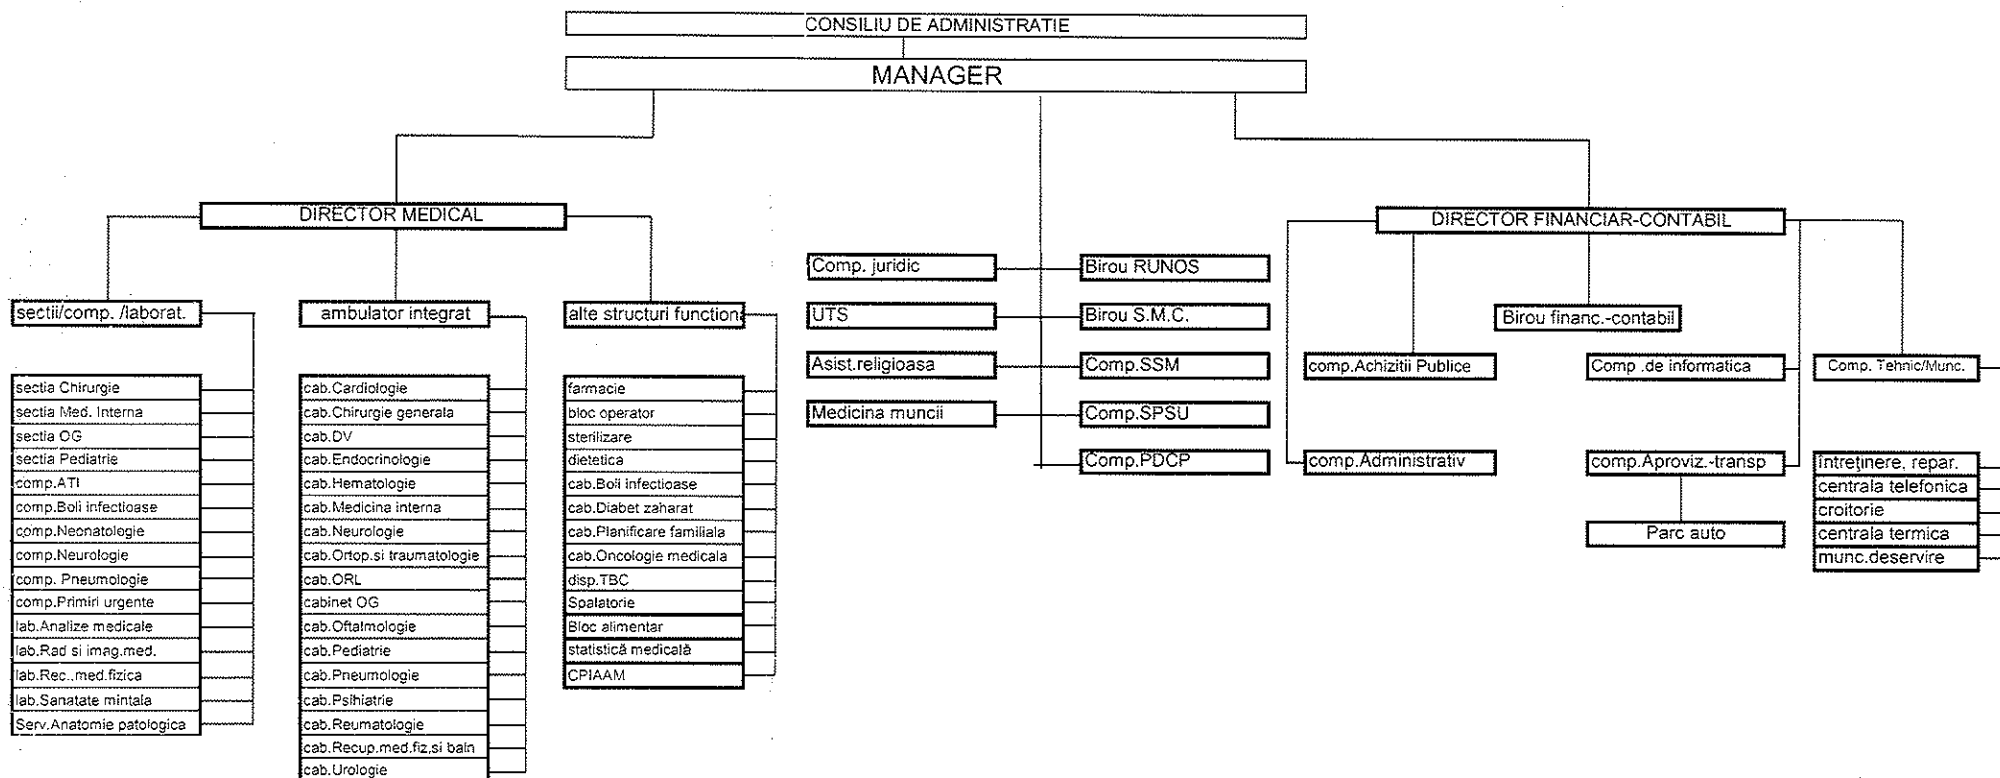 CONSILIU DE ADMINISTRATIE
MANAGER
DIRECTOR MEDICAL
DIRECTOR FINANCIAR-CONTABIL
sectii/comp. /laborat.
ambulator integrat
alte structuri function
sectia Chirurgie
sectia Med. Interna
sectia OG
sectia Pediatrie
comp.ATI
comp.Boli infectioase
comp.Neonatologie
comp.Neurologie
comp. Pneumologie
comp.Primiri urgente
lab.Analize medicale
lab.Rad si imag.med.
lab.Rec.,med.fizica
lab.Sanatate mintala
Serv.Anatomie patologica
cab.Cardiologie
cab.Chirurgie generala
cab.DV
cab.Endocrinologie
cab.Hematologie
cab.Medicina interna
cab.Neurologie
cab.Ortop.si traumatologie
cab.ORL
cabinet OG
cab.Oftalmologie
cab.Pediatrie
cab.Pneumologie
cab.Psihiatrie
cab.Reumatologie
cab.Recup.med.fiz,si baln
cab.Urologie
farmacie
bloc operator
sterilizare
dietetica
cab.Boli infectioase
cab.Diabet zaharat
cab.Planificare familiala
cab.Oncologie medicala
disp.TBC
Spalatorie
Bloc alimentar
statistică medicală
CPIAAM
Comp. juridic
UTS
Asist.religioasa
Medicina muncii
Birou RUNOS
Birou S.M.C.
Comp.SSM
Comp.SPSU
Comp.PDCP
Birou financ.-contabil
comp.Achizitii Publice
Comp .de informatica
Comp. Tehnic/Munc.
comp.Administrativ
comp.Aproviz.-transp
Parc auto
întreținere, repar.
centrala telefonica
croitorie
centrala termica
munc.deservire